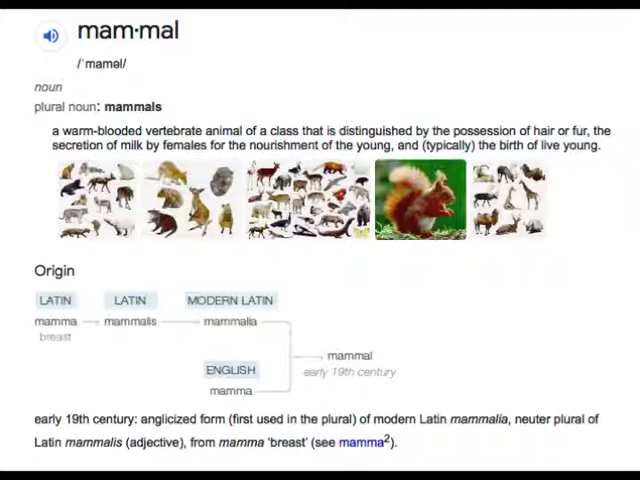 mam·mal
/ˈmaməl/
noun
plural noun: mammals
a warm-blooded vertebrate animal of a class that is distinguished by the possession of hair or fur, the
secretion of milk by females for the nourishment of the young, and (typically) the birth of live young.
Origin
LATIN LATIN MODERN LATIN
mamma mammalis mammalia
breast
mammal
ENGLISH early 19th century
mamma
early 19th century: anglicized form (first used in the plural) of modern Latin mammalia, neuter plural of
Latin mammalis (adjective), from mamma ‘breast’ (see mamma²).